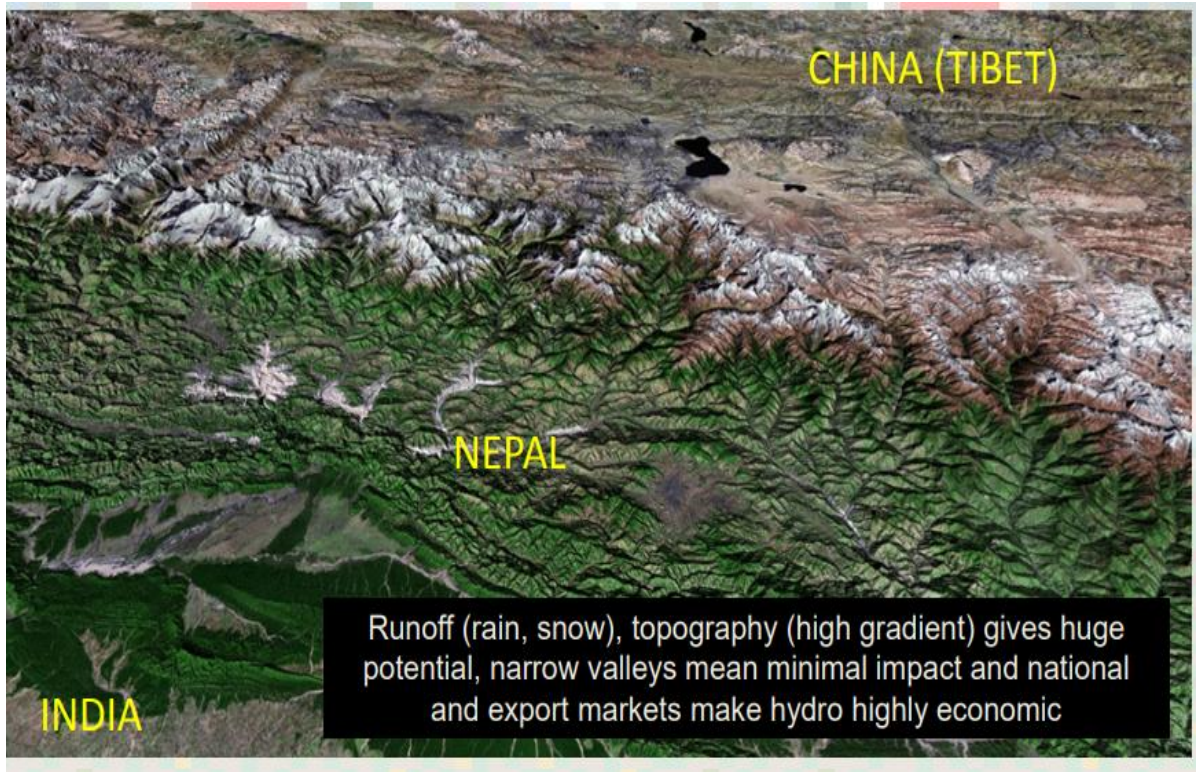 CHINA (TIBET)
NEPAL
Runoff (rain, snow), topography (high gradient) gives huge
potential, narrow valleys mean minimal impact and national
and export markets make hydro highly economic
INDIA